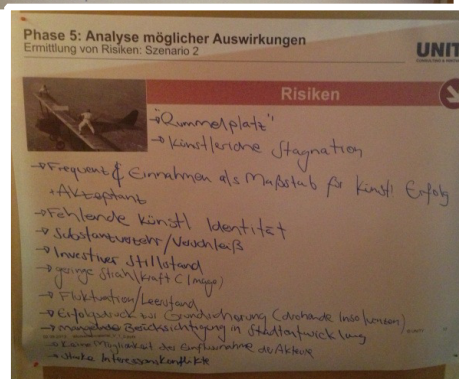 Phase 5: Analyse möglicher Auswirkungen
Ermittlung von Risiken: Szenario 2
UNIT
Risiken
"Rummelplatz"
künstlerische Stagnation
Frequenz & Einnahmen als Maßstab für künstl. Erfolg
+ Akzeptanz
Fehlende künstl Identität
Substanzverzehr/Verschleiß
Investiver Stillstand
geringe Strahlkraft (Image)
Fluktuation/Leerstand
Erfolgsdruck Grundsicherung (drohende Insolvenzen)
mangelnde Berücksichtigung in Stadtentwicklung
keine Möglichkeit der Einflussnahme der Akteure
starke Interessenskonflikte